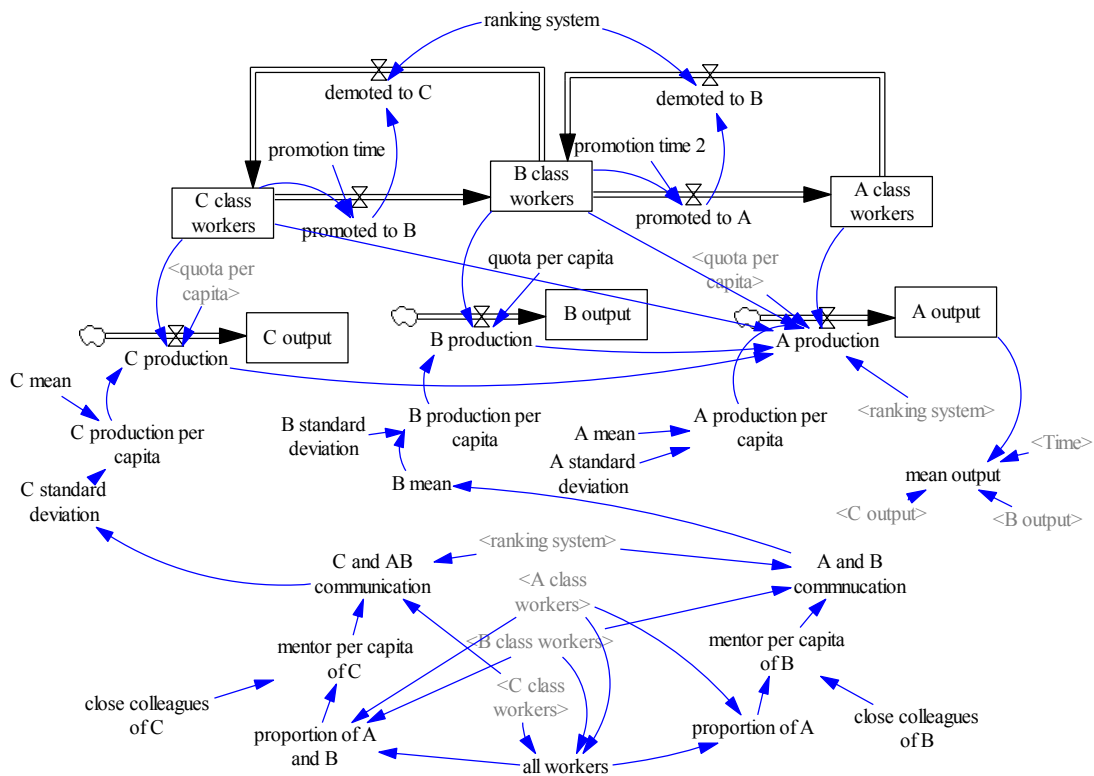 ranking system
demoted to C
demoted to B
promotion time
promotion time 2
C class
workers
B class
workers
A class
workers
promoted to B
promoted to A
<quota per
capita>
quota per capita
<quota per
capita>
C output
B output
A output
C production
B production
A production
C mean
C production per
capita
B standard
deviation
B production per
capita
A mean
A production per
capita
A standard
deviation
<ranking system>
<Time>
mean output
<C output>
<B output>
B mean
C standard
deviation
<ranking system>
C and AB
communication
<A class
workers>
A and B
commnucation
<B class workers>
mentor per capita
of C
mentor per capita
of B
<C class
workers>
close colleagues
of C
close colleagues
of B
proportion of A
and B
proportion of A
all workers